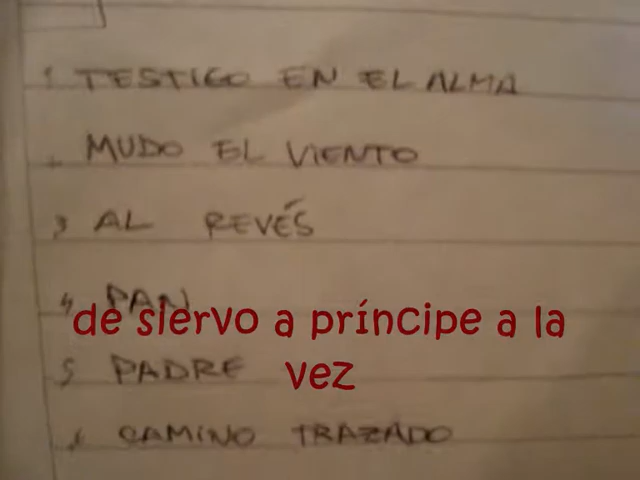 1 TESTIGO EN EL ALMA
MUDO EL VIENTO
3 AL REVÉS
4 PAN
de siervo a príncipe a la
vez
5 PADRE
6 CAMINO TRAZADO